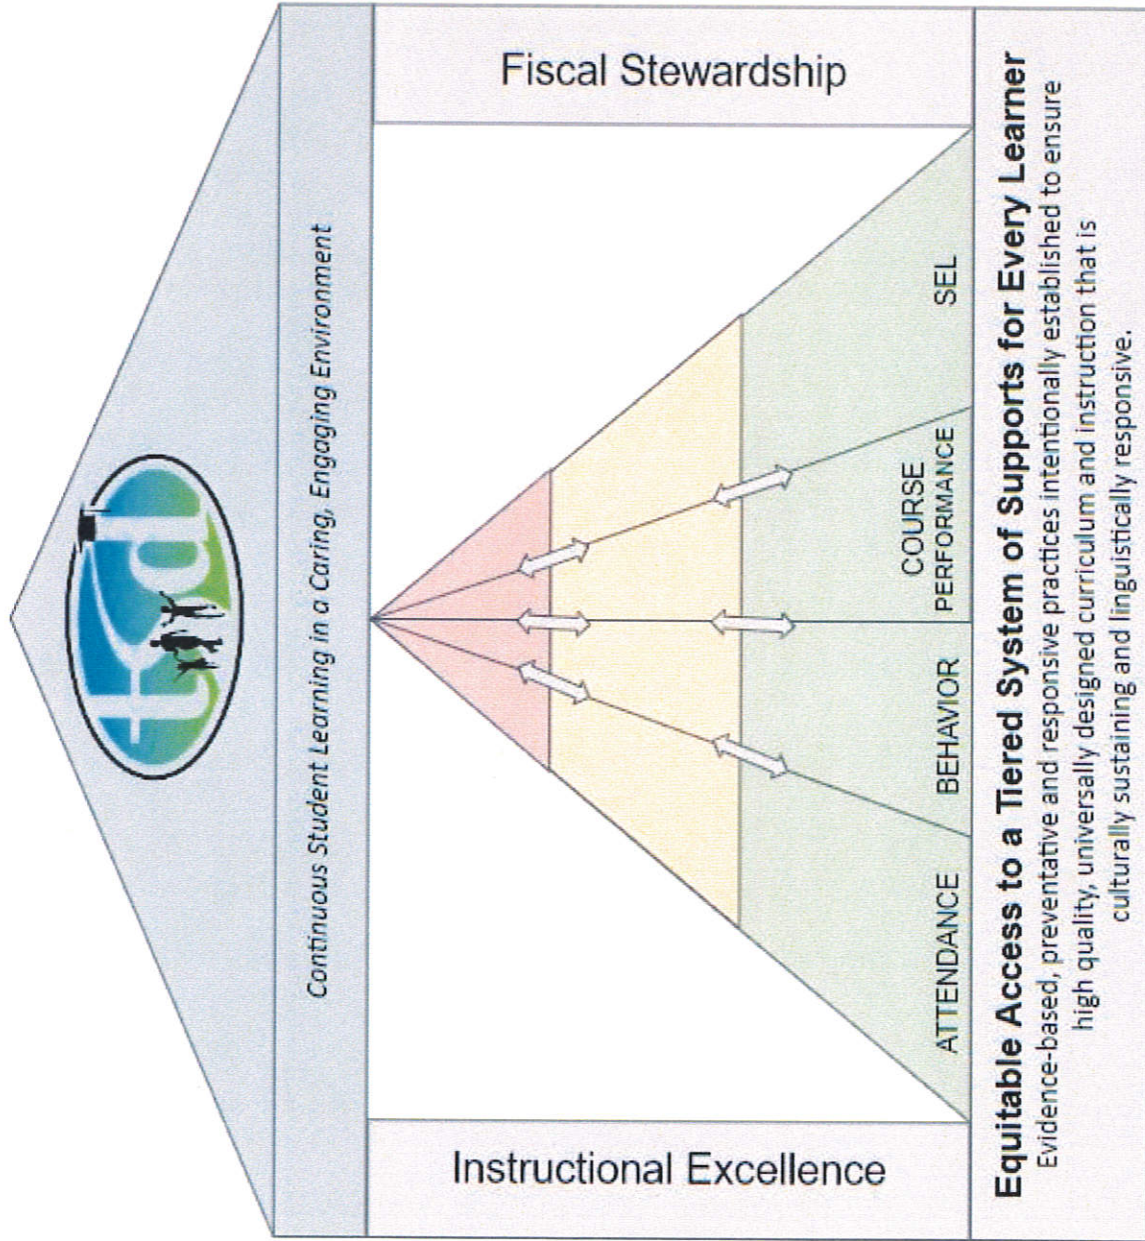 tcd
Continuous Student Learning in a Caring, Engaging Environment
Instructional Excellence
Fiscal Stewardship
ATTENDANCE
BEHAVIOR
COURSE
PERFORMANCE
SEL
Equitable Access to a Tiered System of Supports for Every Learner
Evidence-based, preventative and responsive practices intentionally established to ensure
high quality, universally designed curriculum and instruction that is
culturally sustaining and linguistically responsive.